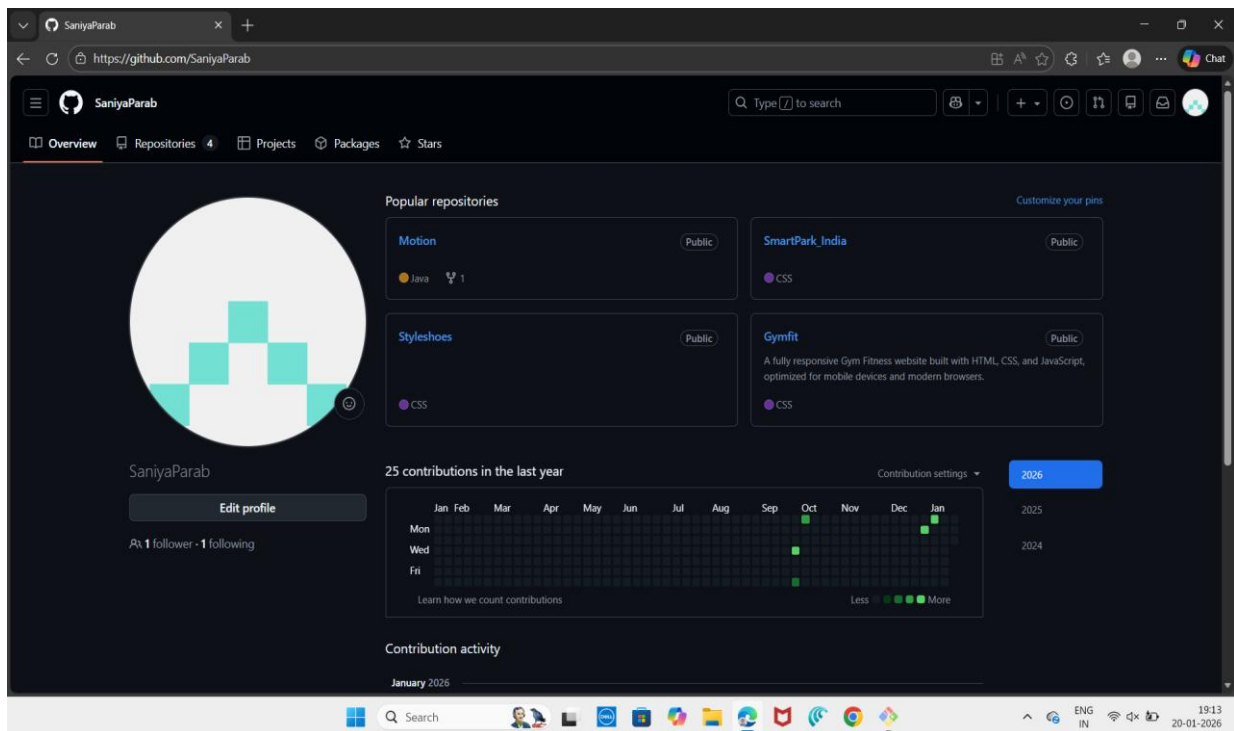 SaniyaParab
https://github.com/SaniyaParab
Chat
SaniyaParab
Type / to search
Overview Repositories 4 Projects Packages Stars
Popular repositories
Customize your pins
Motion Public
Java 1
SmartPark_India Public
CSS
Styleshoes Public
CSS
Gymfit Public
A fully responsive Gym Fitness website built with HTML, CSS, and JavaScript,
optimized for mobile devices and modern browsers.
CSS
SaniyaParab
Edit profile
1 follower · 1 following
25 contributions in the last year
Contribution settings
2026
2025
2024
Jan Feb Mar Apr May Jun Jul Aug Sep Oct Nov Dec Jan
Mon
Wed
Fri
Learn how we count contributions
Less More
Contribution activity
January 2026
Search
DELL
ENG
IN
19:13
20-01-2026